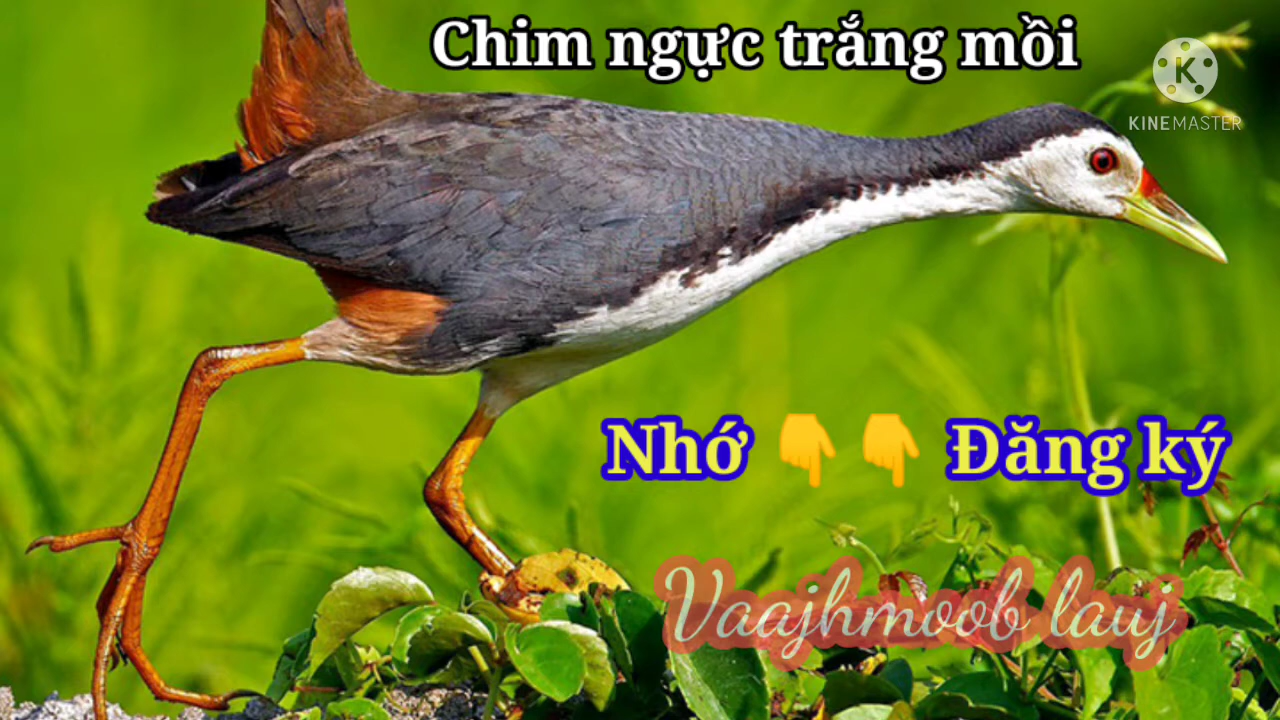 Chim ngực trắng mồi
K
KINEMASTER
Nhớ 👇👇 Đăng ký
Vaajhmoob lauj